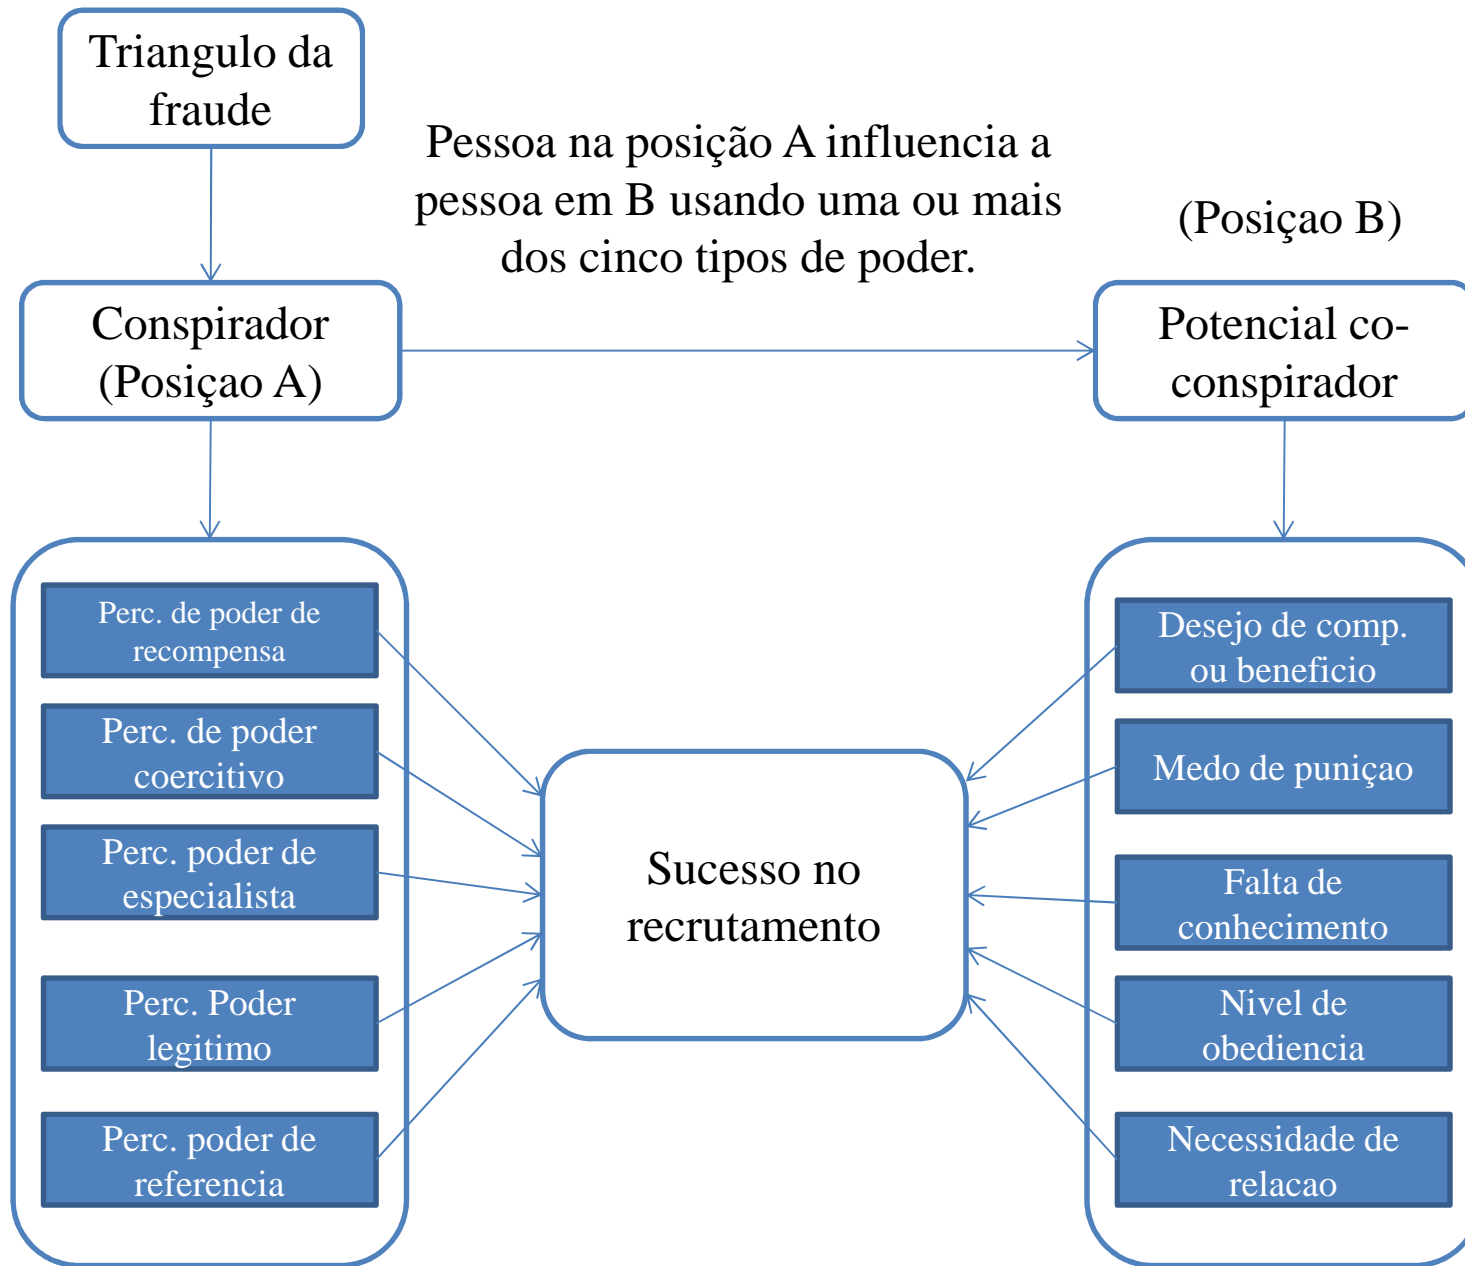 Triangulo da
fraude
Pessoa na posição A influencia a
pessoa em B usando uma ou mais
dos cinco tipos de poder.
(Posiçao B)
Conspirador
(Posiçao A)
Potencial co-
conspirador
Perc. de poder de
recompensa
Perc. de poder
coercitivo
Perc. poder de
especialista
Perc. Poder
legitimo
Perc. poder de
referencia
Sucesso no
recrutamento
Desejo de comp.
ou beneficio
Medo de puniçao
Falta de
conhecimento
Nivel de
obediencia
Necessidade de
relacao